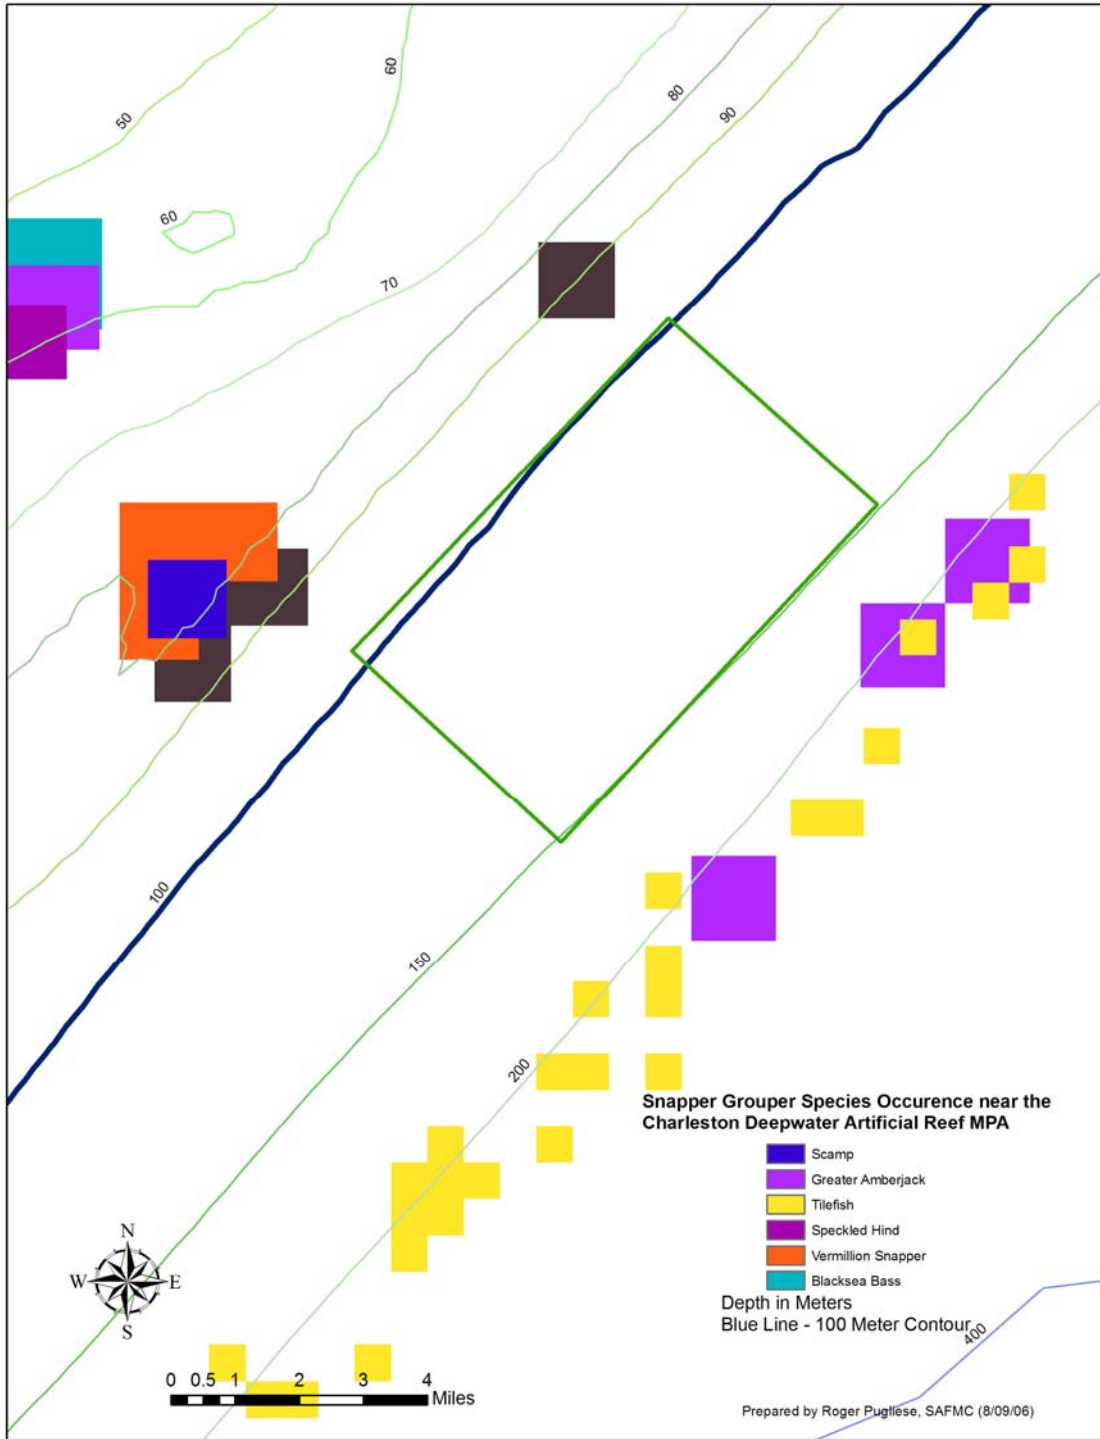 50
60
80
90
60
70
100
150
200
Snapper Grouper Species Occurence near the
Charleston Deepwater Artificial Reef MPA
Scamp
Greater Amberjack
Tilefish
Speckled Hind
Vermillion Snapper
Blacksea Bass
Depth in Meters
Blue Line - 100 Meter Contour
400
N
W E
S
0 0.5 1 2 3 4
Miles
Prepared by Roger Pugliese, SAFMC (8/09/06)